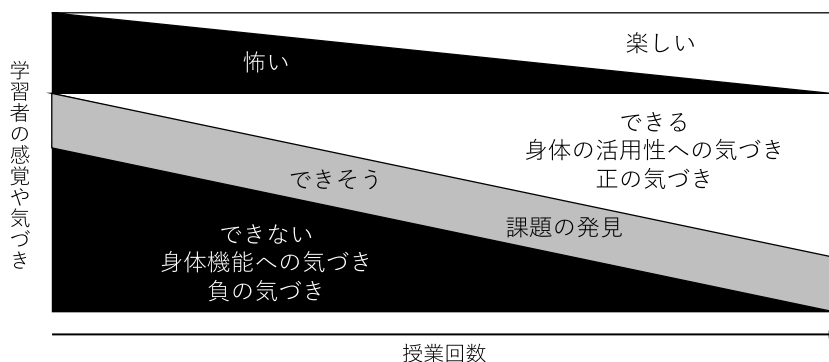 怖い
楽しい
学習者の感覚や気づき
できる
身体の活用性への気づき
正の気づき
できそう
課題の発見
できない
身体機能への気づき
負の気づき
授業回数